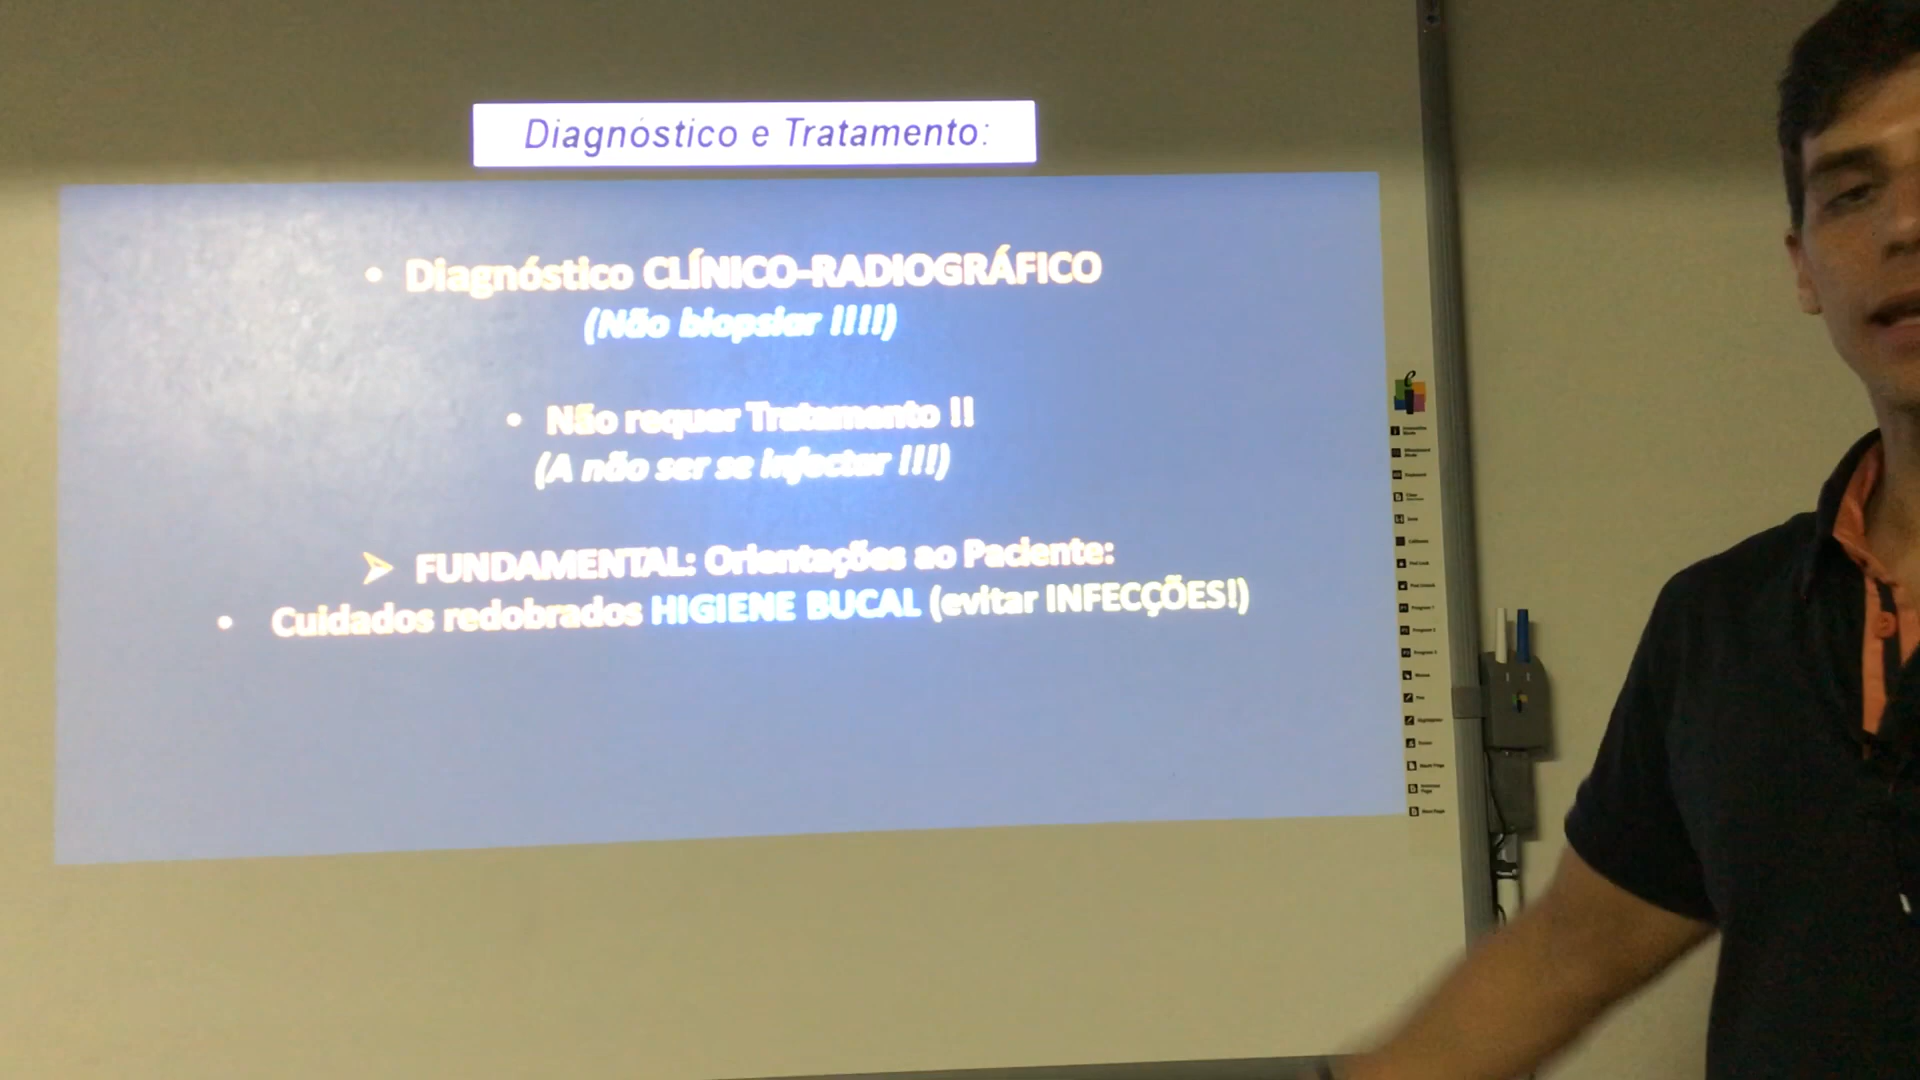 Diagnóstico e Tratamento:
• Diagnóstico CLÍNICO-RADIOGRÁFICO
(Não biopsiar !!!!)
• Não requer Tratamento !!
(A não ser se infectar !!!)
➢ FUNDAMENTAL: Orientações ao Paciente:
• Cuidados redobrados HIGIENE BUCAL (evitar INFECÇÕES!)